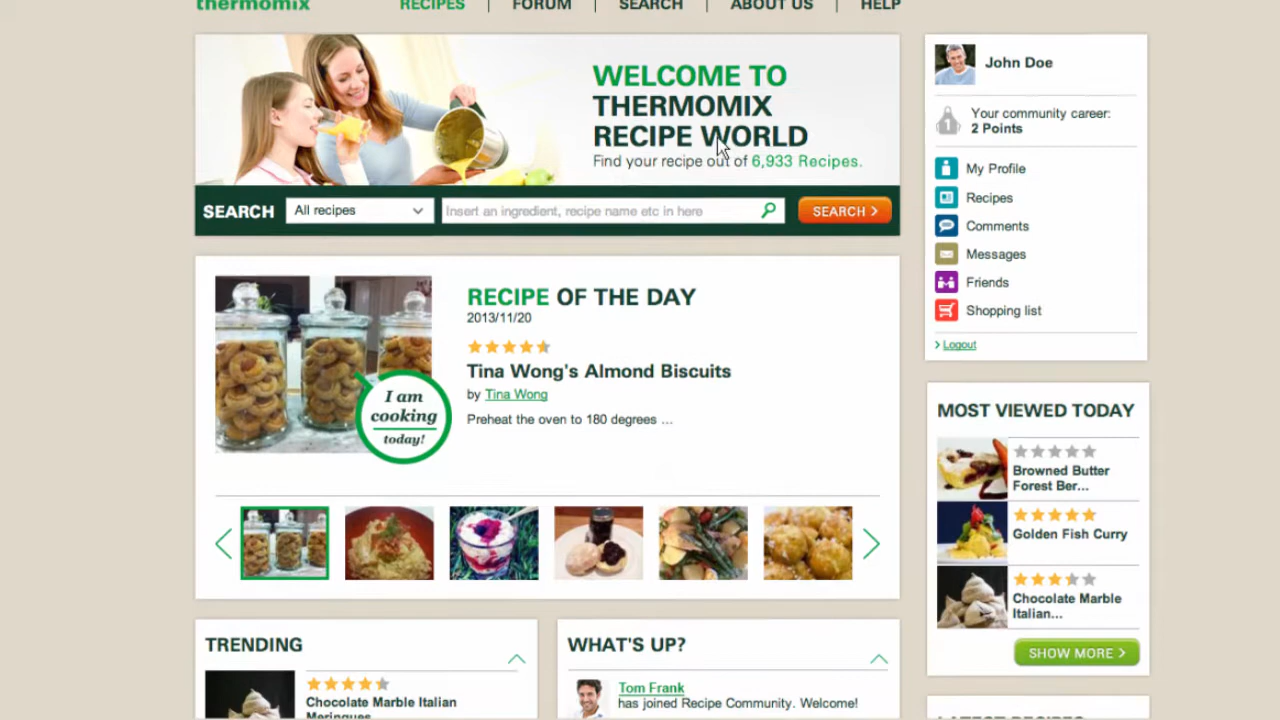 thermomix
RECIPES
FORUM
SEARCH
ABOUT US
HELP
WELCOME TO
THERMOMIX
RECIPE WORLD
Find your recipe out of 6,933 Recipes.
SEARCH
All recipes
Insert an ingredient, recipe name etc in here
SEARCH >
RECIPE OF THE DAY
2013/11/20
Tina Wong's Almond Biscuits
by Tina Wong
Preheat the oven to 180 degrees ...
I am
cooking
today!
TRENDING
Chocolate Marble Italian
Meringues
WHAT'S UP?
Tom Frank
has joined Recipe Community. Welcome!
John Doe
1
Your community career:
2 Points
My Profile
Recipes
Comments
Messages
Friends
Shopping list
> Logout
MOST VIEWED TODAY
Browned Butter
Forest Ber...
Golden Fish Curry
Chocolate Marble
Italian...
SHOW MORE >
LATEST RECIPES